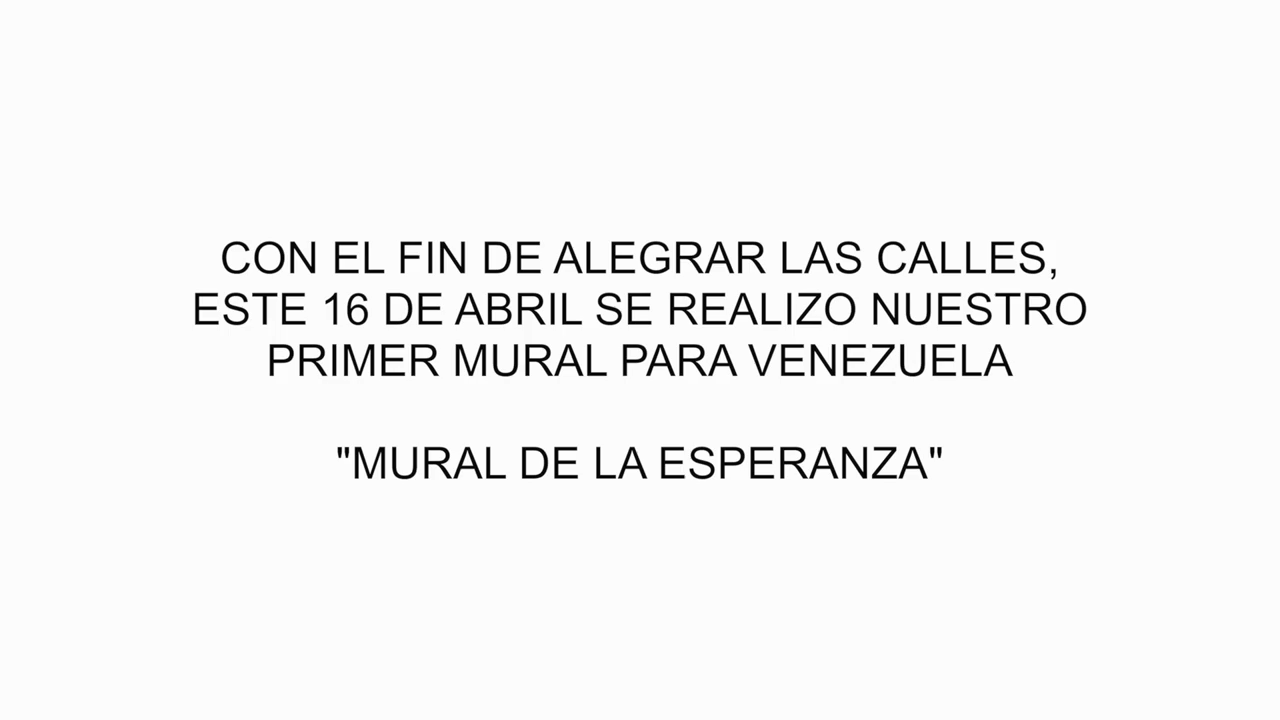 CON EL FIN DE ALEGRAR LAS CALLES,
ESTE 16 DE ABRIL SE REALIZO NUESTRO
PRIMER MURAL PARA VENEZUELA
"MURAL DE LA ESPERANZA"